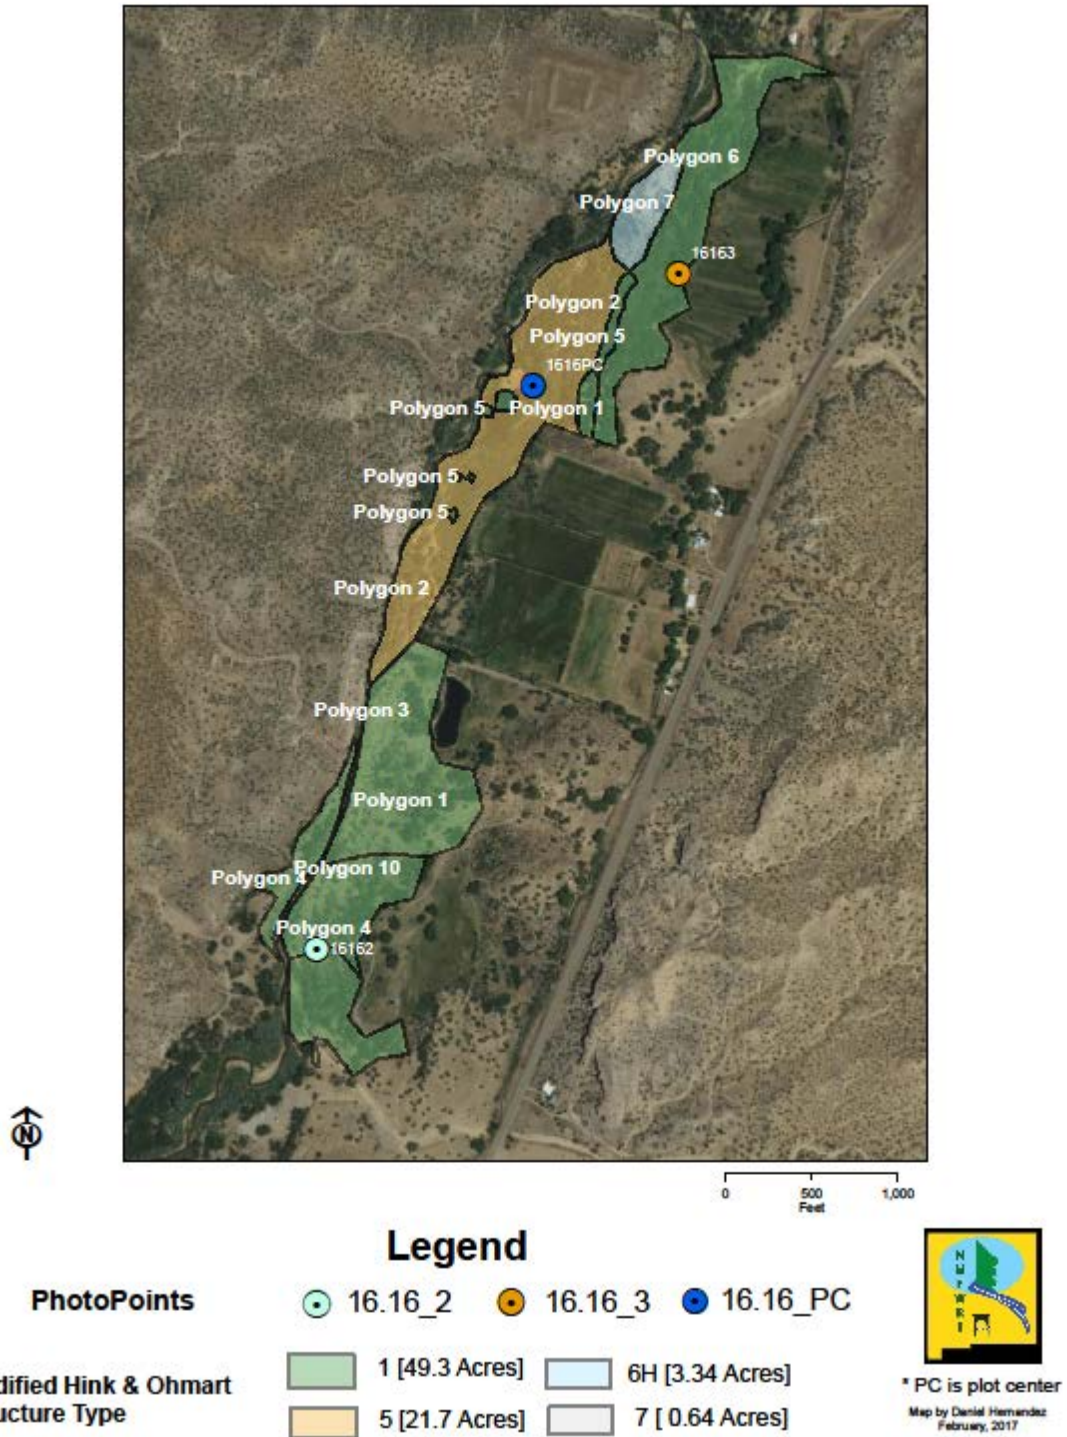 Polygon 6
Polygon 7
16163
Polygon 2
Polygon 5
1616PC
Polygon 5
Polygon 1
Polygon 5
Polygon 5
Polygon 2
Polygon 3
Polygon 1
Polygon 10
Polygon 4
Polygon 4
16162
N
0 500 1,000
Feet
Legend
PhotoPoints
16.16_2
16.16_3
16.16_PC
dified Hink & Ohmart
ucture Type
1 [49.3 Acres]
6H [3.34 Acres]
5 [21.7 Acres]
7 [ 0.64 Acres]
* PC is plot center
Map by Daniel Hernandez
February, 2017